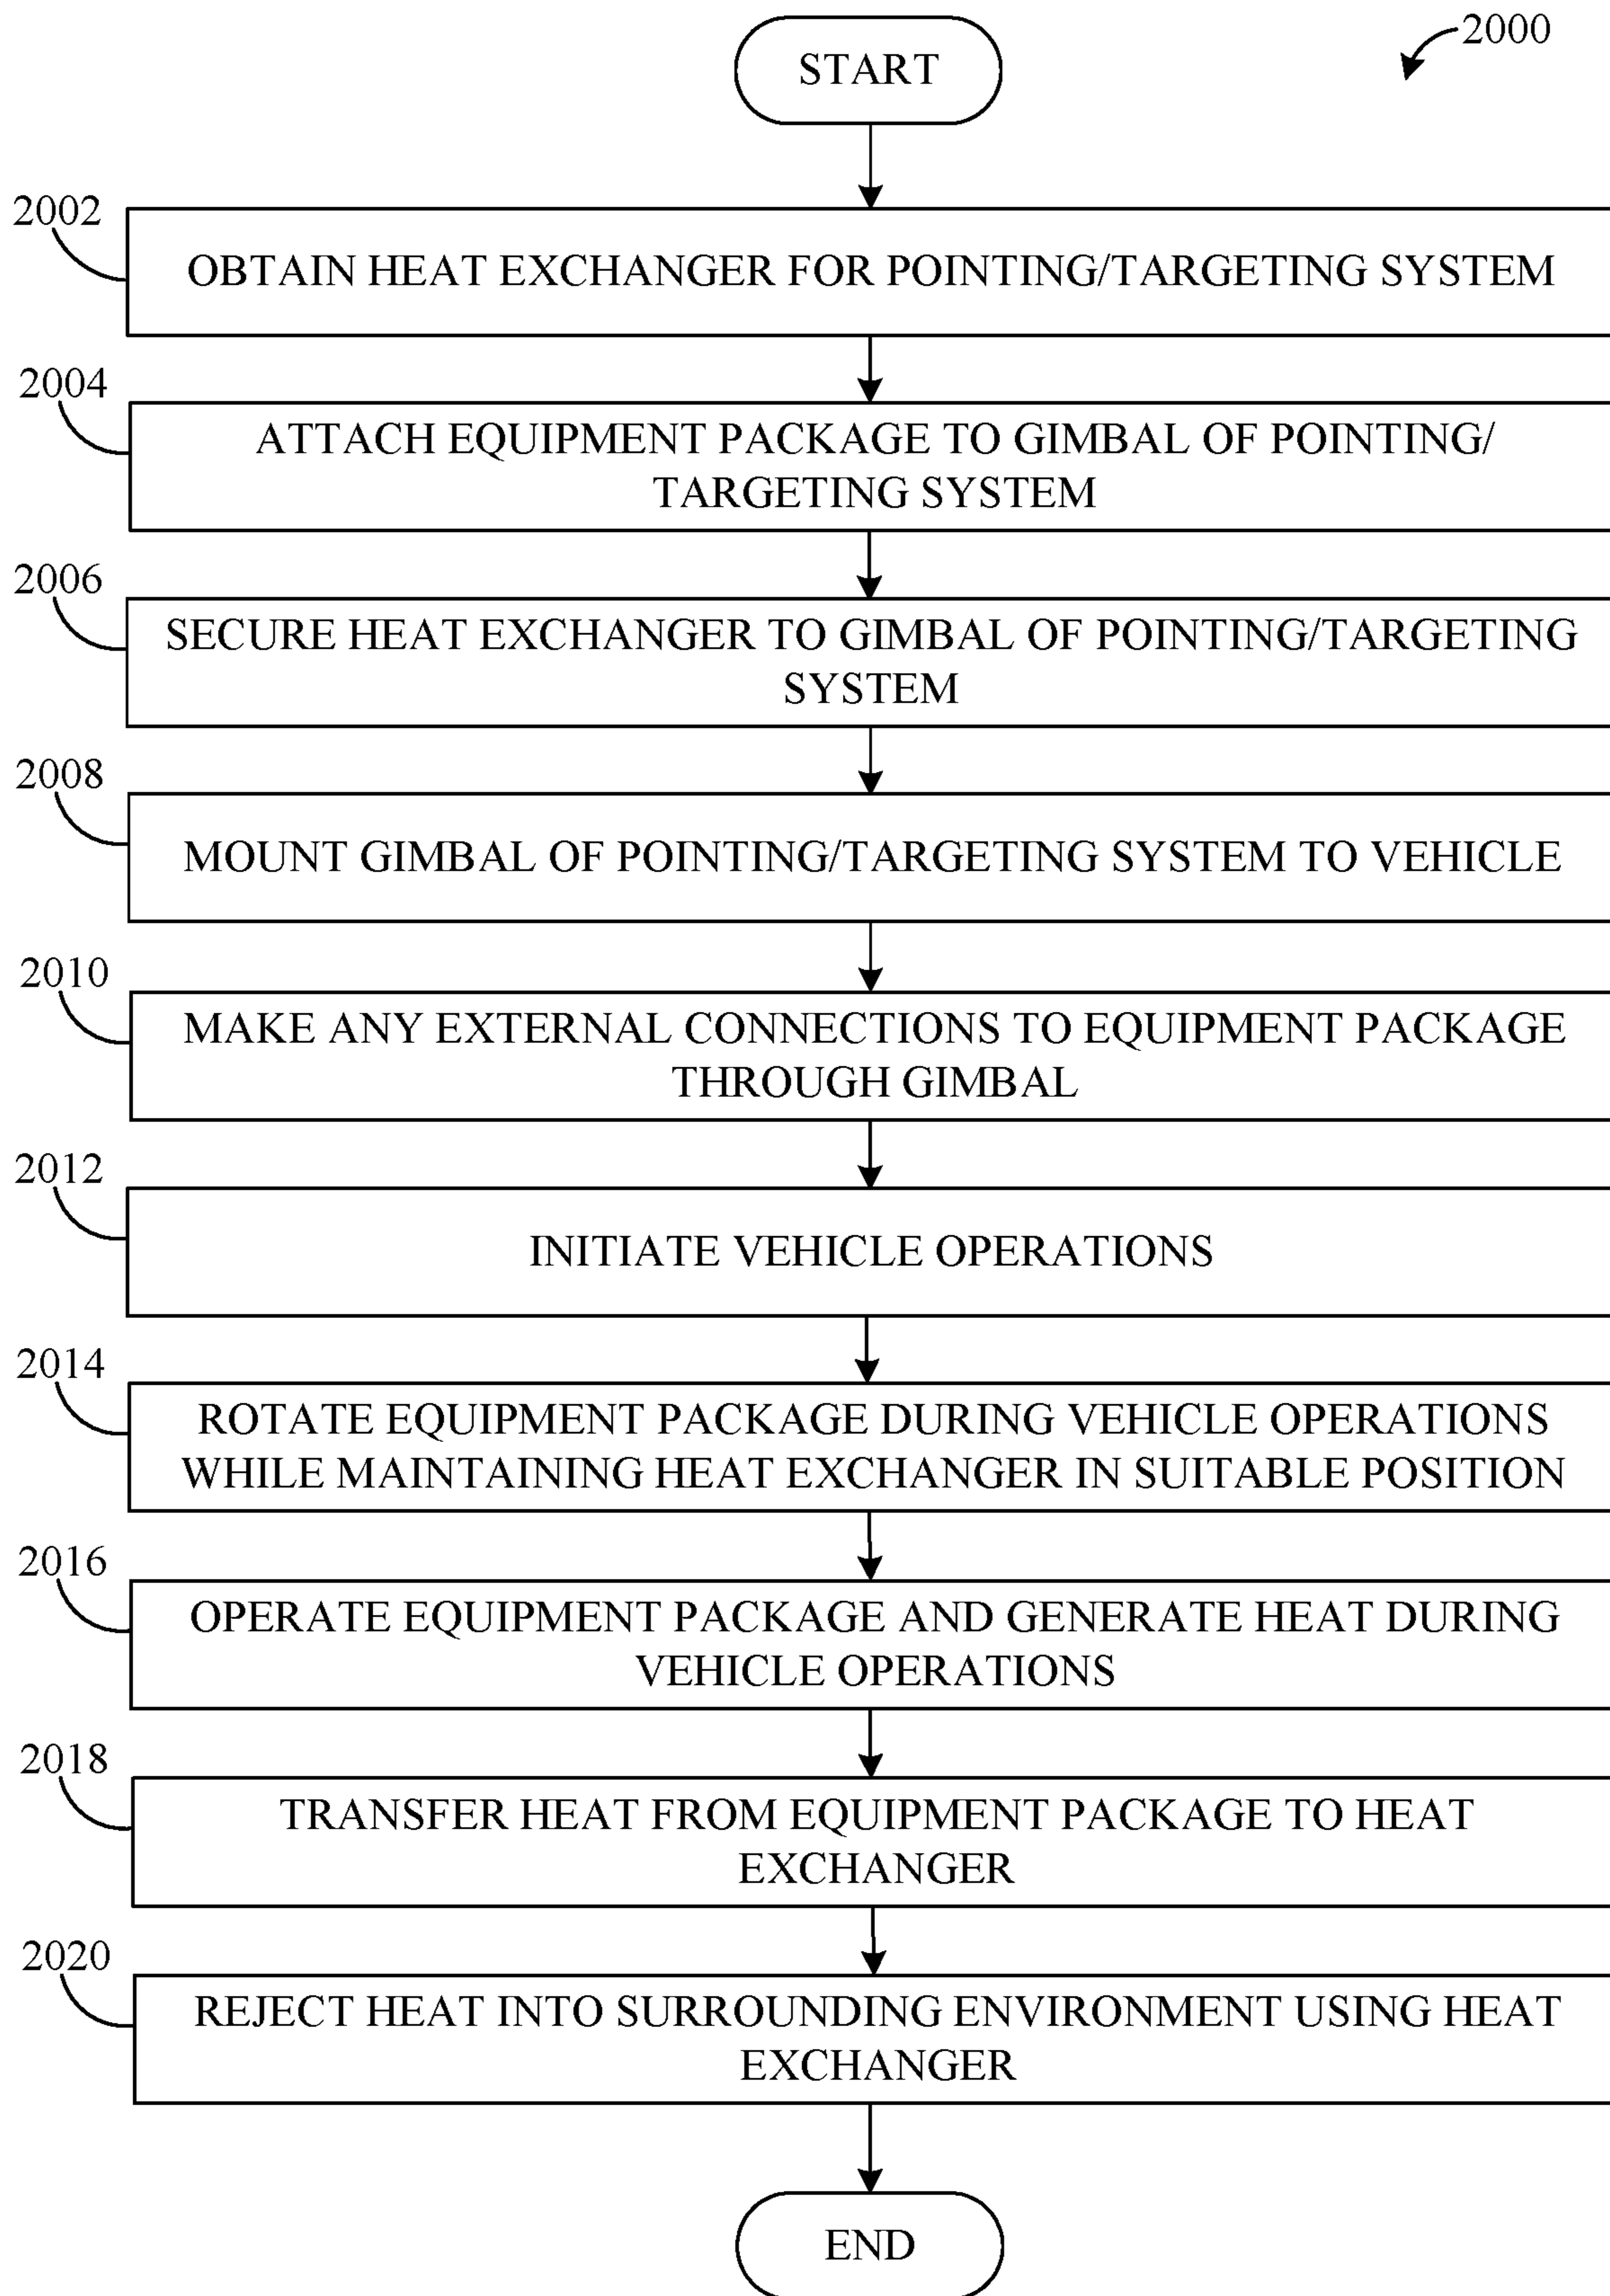 START
2000
2002
OBTAIN HEAT EXCHANGER FOR POINTING/TARGETING SYSTEM
2004
ATTACH EQUIPMENT PACKAGE TO GIMBAL OF POINTING/
TARGETING SYSTEM
2006
SECURE HEAT EXCHANGER TO GIMBAL OF POINTING/TARGETING
SYSTEM
2008
MOUNT GIMBAL OF POINTING/TARGETING SYSTEM TO VEHICLE
2010
MAKE ANY EXTERNAL CONNECTIONS TO EQUIPMENT PACKAGE
THROUGH GIMBAL
2012
INITIATE VEHICLE OPERATIONS
2014
ROTATE EQUIPMENT PACKAGE DURING VEHICLE OPERATIONS
WHILE MAINTAINING HEAT EXCHANGER IN SUITABLE POSITION
2016
OPERATE EQUIPMENT PACKAGE AND GENERATE HEAT DURING
VEHICLE OPERATIONS
2018
TRANSFER HEAT FROM EQUIPMENT PACKAGE TO HEAT
EXCHANGER
2020
REJECT HEAT INTO SURROUNDING ENVIRONMENT USING HEAT
EXCHANGER
END